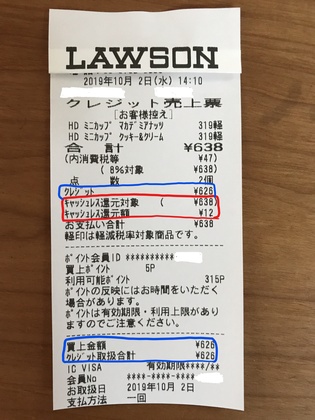 LAWSON
2019年10月 2日(水) 14:10
クレジット売上票
[お客様控え]
HD ミニカップ マカデミアナッツ 319軽
HD ミニカップ クッキー&クリーム 319軽
合 計 ¥638
(内消費税等 ¥47)
( 8%対象 ¥638)
点 数 2個
クレジット ¥626
キャッシュレス還元対象 ( ¥638)
キャッシュレス還元額 ¥12
お支払い合計 ¥638
軽印は軽減税率対象商品です。
ポイント会員ID **********
買上ポイント 5P
利用可能ポイント 315P
ポイントの反映にはお時間をいただく
場合があります。
ポイントは有効期限・利用上限があり
ますのでご注意ください。
買上金額 ¥626
クレジット取扱合計 ¥626
IC VISA 有効期限****/**
会員No ****-****-****
お取扱日 2019年10月 2日
支払方法 一回